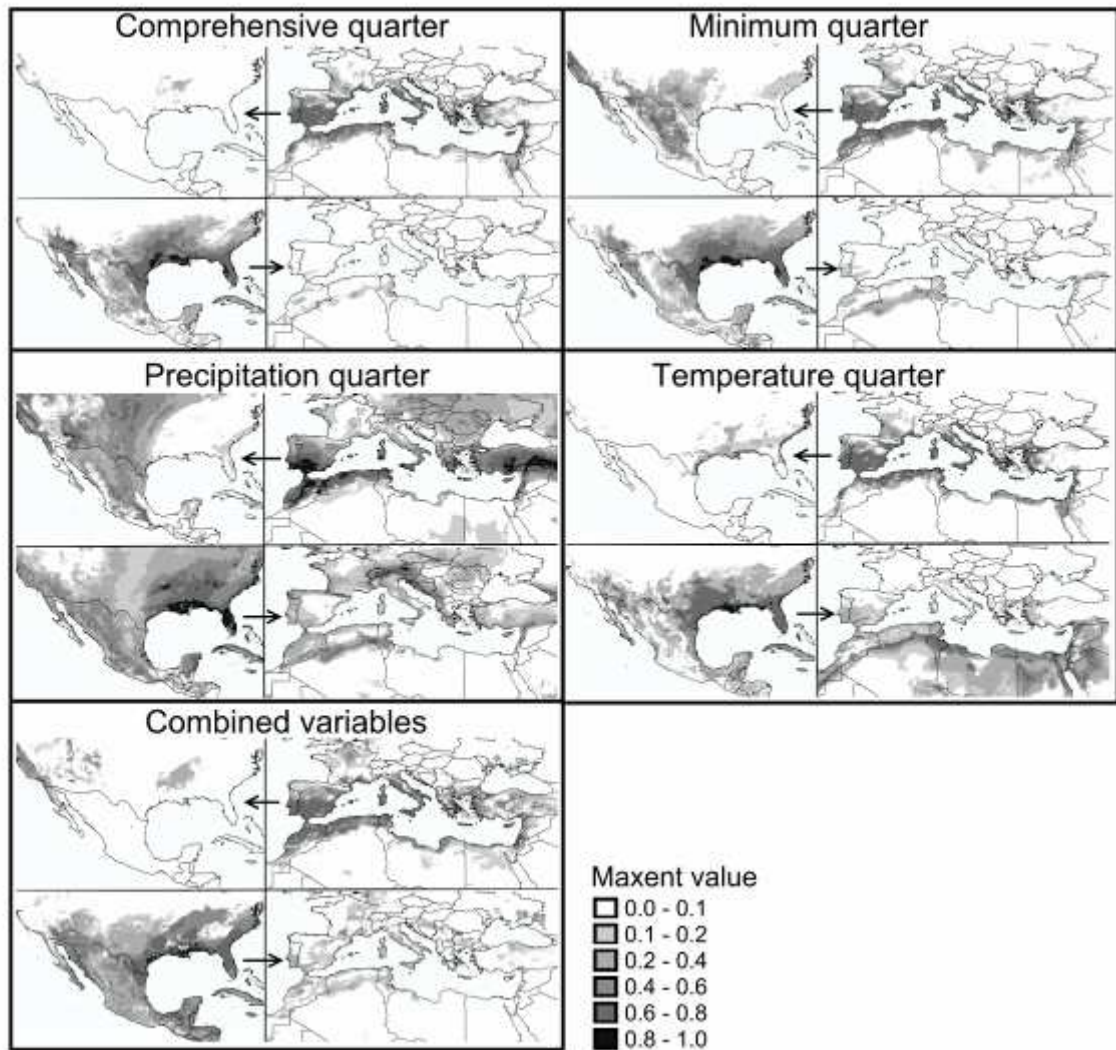 Comprehensive quarter
Minimum quarter
Precipitation quarter
Temperature quarter
Combined variables
Maxent value
0.0 - 0.1
0.1 - 0.2
0.2 - 0.4
0.4 - 0.6
0.6 - 0.8
0.8 - 1.0